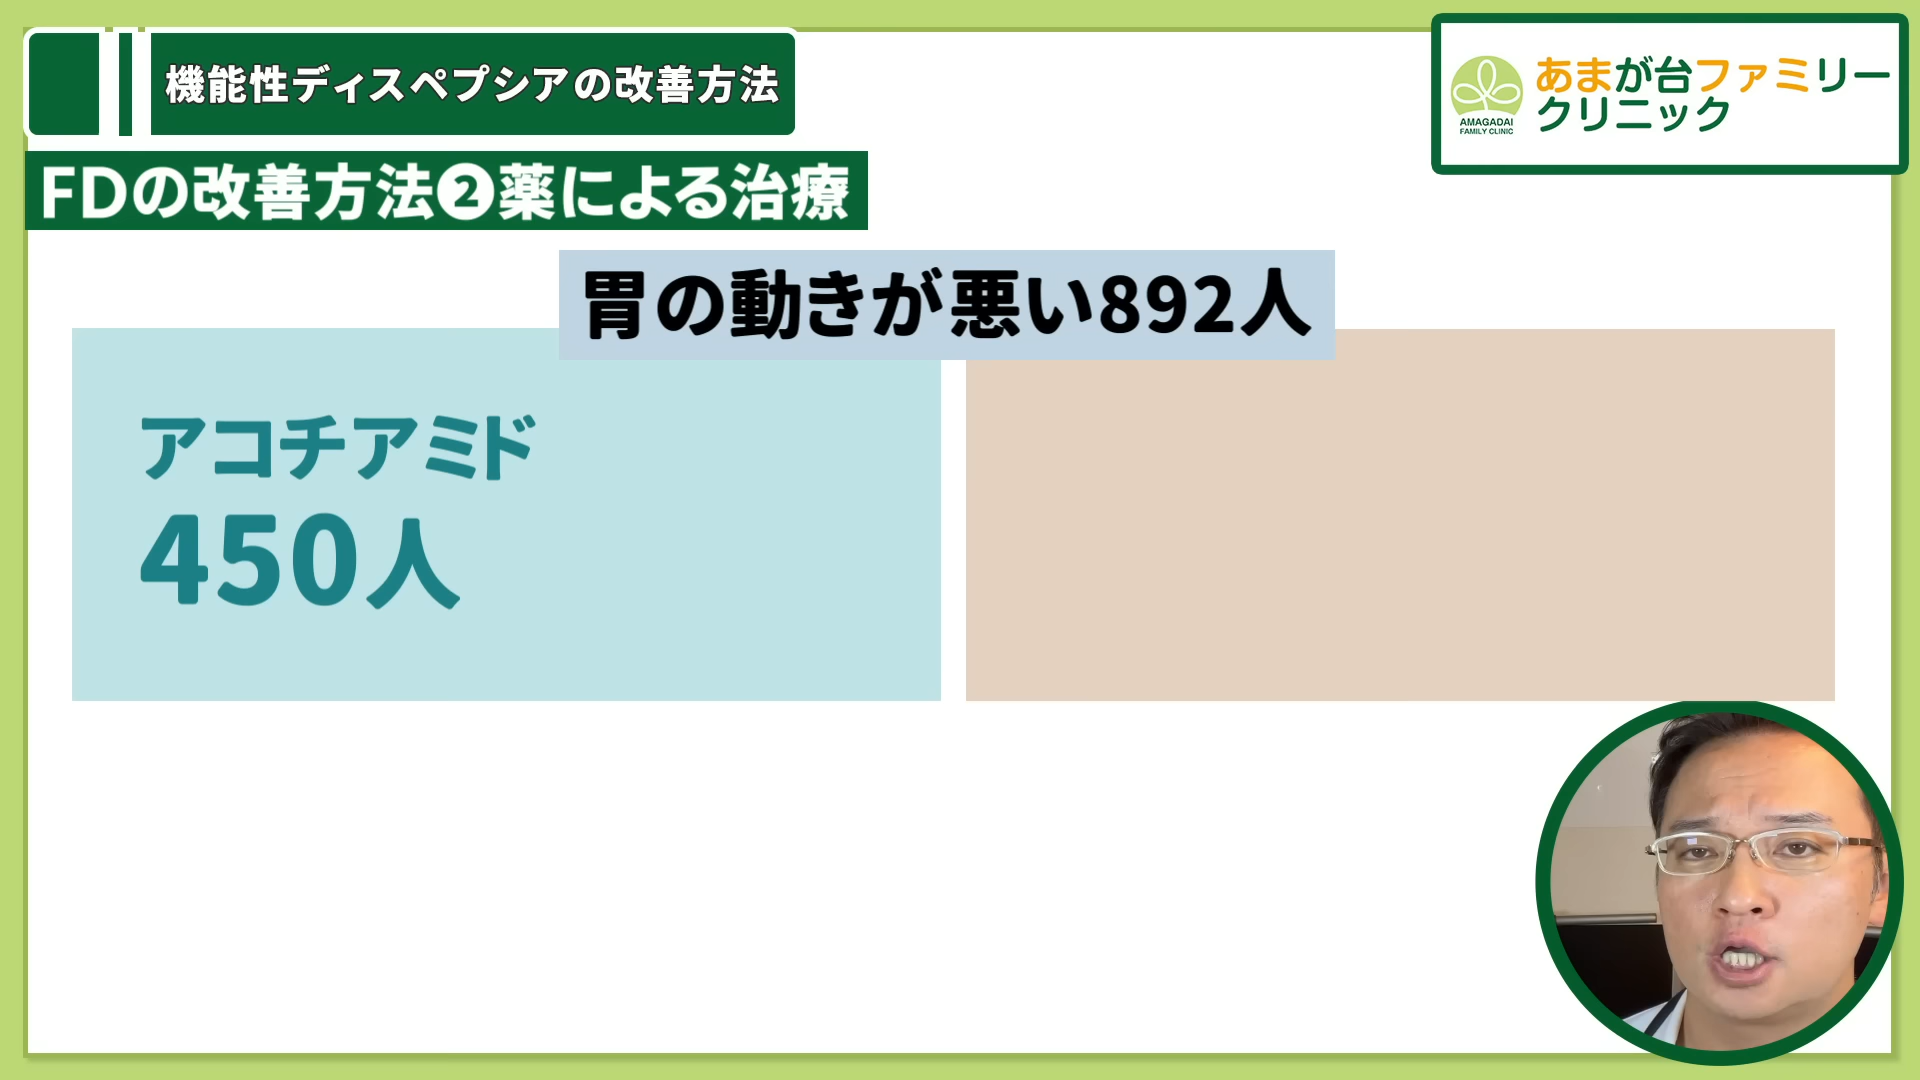 機能性ディスペプシアの改善方法
あまが台ファミリー
クリニック
AMAGADAI
FAMILY CLINIC
FDの改善方法❷薬による治療
胃の動きが悪い892人
アコチアミド
450人